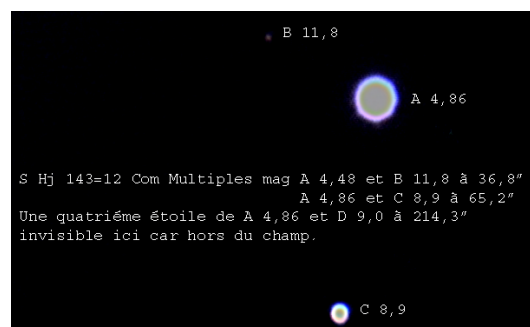 B 11,8
A 4,86
S Hj 143=12 Com Multiples mag A 4,48 et B 11,8 à 36,8"
A 4,86 et C 8,9 à 65,2"
Une quatriéme étoile de A 4,86 et D 9,0 à 214,3"
invisible ici car hors du champ.
C 8,9